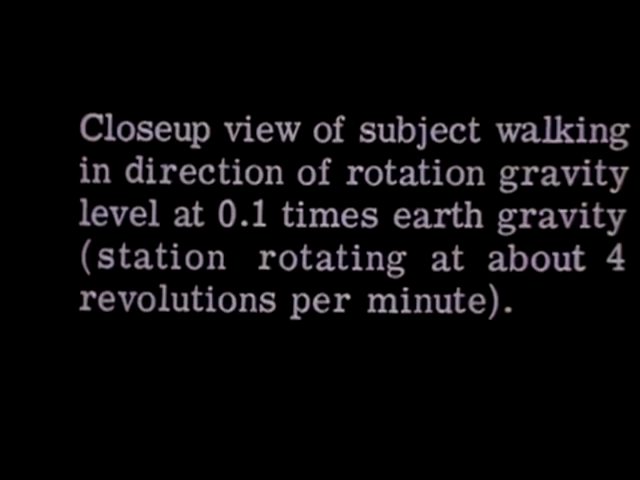 Closeup view of subject walking
in direction of rotation gravity
level at 0.1 times earth gravity
(station rotating at about 4
revolutions per minute).